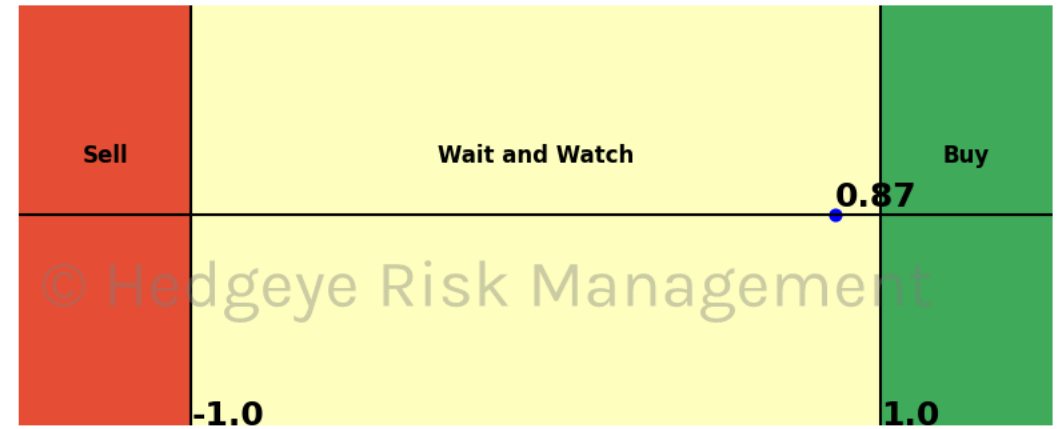 Sell
Wait and Watch
Buy
0.87
© Hedgeye Risk Management
-1.0
1.0